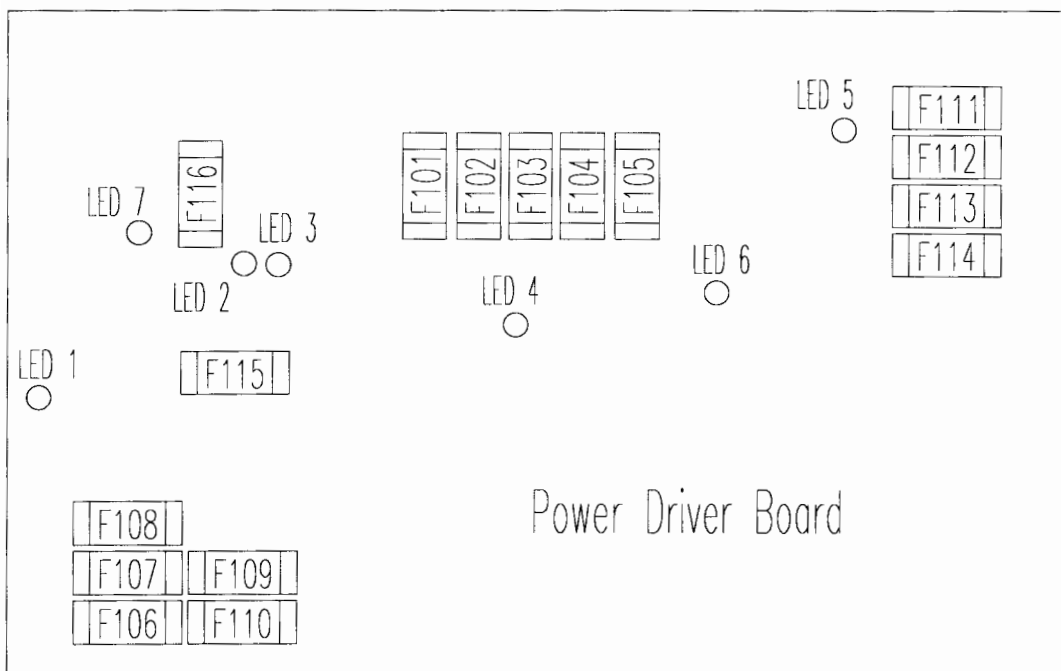 LED 5
F111
F112
F113
F114
F116
F101
F102
F103
F104
F105
LED 7
LED 3
LED 6
LED 4
LED 2
LED 1
F115
Power Driver Board
F108
F107
F109
F106
F110